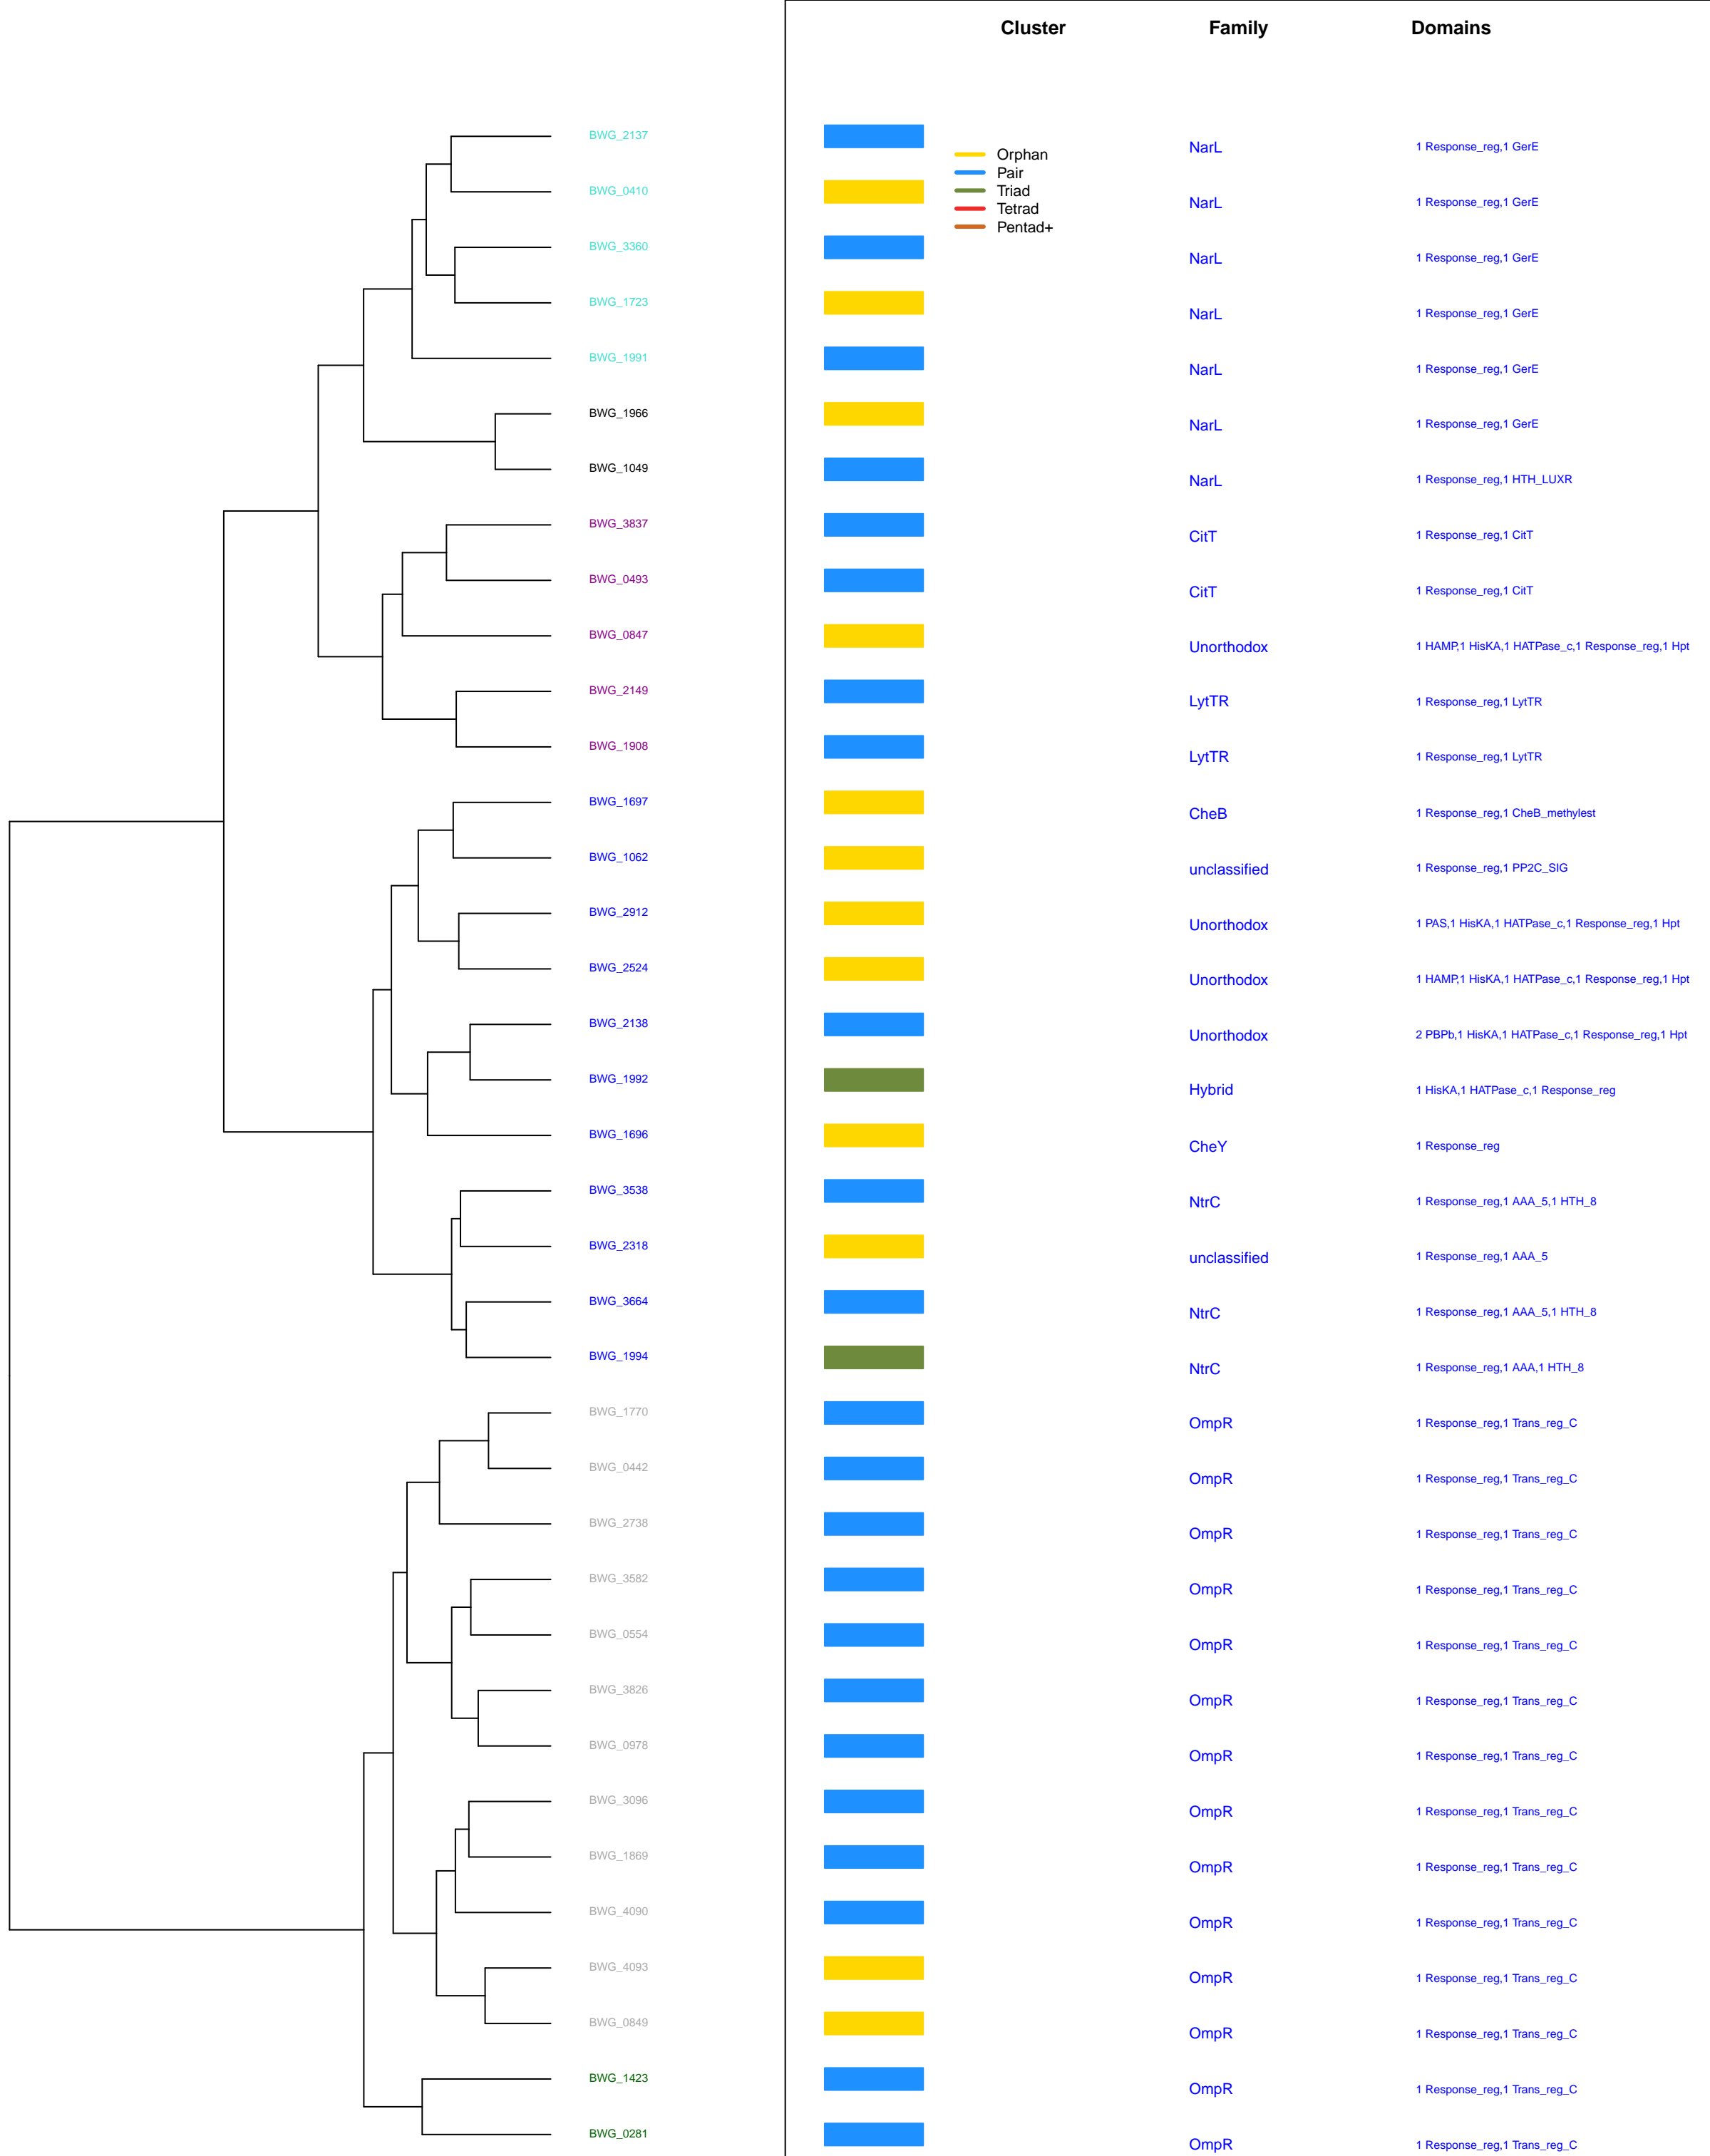 Cluster Family Domains
BWG_2137 NarL 1 Response_reg,1 GerE
Orphan
Pair
Triad
Tetrad
Pentad+
BWG_0410 NarL 1 Response_reg,1 GerE
BWG_3360 NarL 1 Response_reg,1 GerE
BWG_1723 NarL 1 Response_reg,1 GerE
BWG_1991 NarL 1 Response_reg,1 GerE
BWG_1966 NarL 1 Response_reg,1 GerE
BWG_1049 NarL 1 Response_reg,1 HTH_LUXR
BWG_3837 CitT 1 Response_reg,1 CitT
BWG_0493 CitT 1 Response_reg,1 CitT
BWG_0847 Unorthodox 1 HAMP,1 HisKA,1 HATPase_c,1 Response_reg,1 Hpt
BWG_2149 LytTR 1 Response_reg,1 LytTR
BWG_1908 LytTR 1 Response_reg,1 LytTR
BWG_1697 CheB 1 Response_reg,1 CheB_methylest
BWG_1062 unclassified 1 Response_reg,1 PP2C_SIG
BWG_2912 Unorthodox 1 PAS,1 HisKA,1 HATPase_c,1 Response_reg,1 Hpt
BWG_2524 Unorthodox 1 HAMP,1 HisKA,1 HATPase_c,1 Response_reg,1 Hpt
BWG_2138 Unorthodox 2 PBPb,1 HisKA,1 HATPase_c,1 Response_reg,1 Hpt
BWG_1992 Hybrid 1 HisKA,1 HATPase_c,1 Response_reg
BWG_1696 CheY 1 Response_reg
BWG_3538 NtrC 1 Response_reg,1 AAA_5,1 HTH_8
BWG_2318 unclassified 1 Response_reg,1 AAA_5
BWG_3664 NtrC 1 Response_reg,1 AAA_5,1 HTH_8
BWG_1994 NtrC 1 Response_reg,1 AAA,1 HTH_8
BWG_1770 OmpR 1 Response_reg,1 Trans_reg_C
BWG_0442 OmpR 1 Response_reg,1 Trans_reg_C
BWG_2738 OmpR 1 Response_reg,1 Trans_reg_C
BWG_3582 OmpR 1 Response_reg,1 Trans_reg_C
BWG_0554 OmpR 1 Response_reg,1 Trans_reg_C
BWG_3826 OmpR 1 Response_reg,1 Trans_reg_C
BWG_0978 OmpR 1 Response_reg,1 Trans_reg_C
BWG_3096 OmpR 1 Response_reg,1 Trans_reg_C
BWG_1869 OmpR 1 Response_reg,1 Trans_reg_C
BWG_4090 OmpR 1 Response_reg,1 Trans_reg_C
BWG_4093 OmpR 1 Response_reg,1 Trans_reg_C
BWG_0849 OmpR 1 Response_reg,1 Trans_reg_C
BWG_1423 OmpR 1 Response_reg,1 Trans_reg_C
BWG_0281 OmpR 1 Response_reg,1 Trans_reg_C